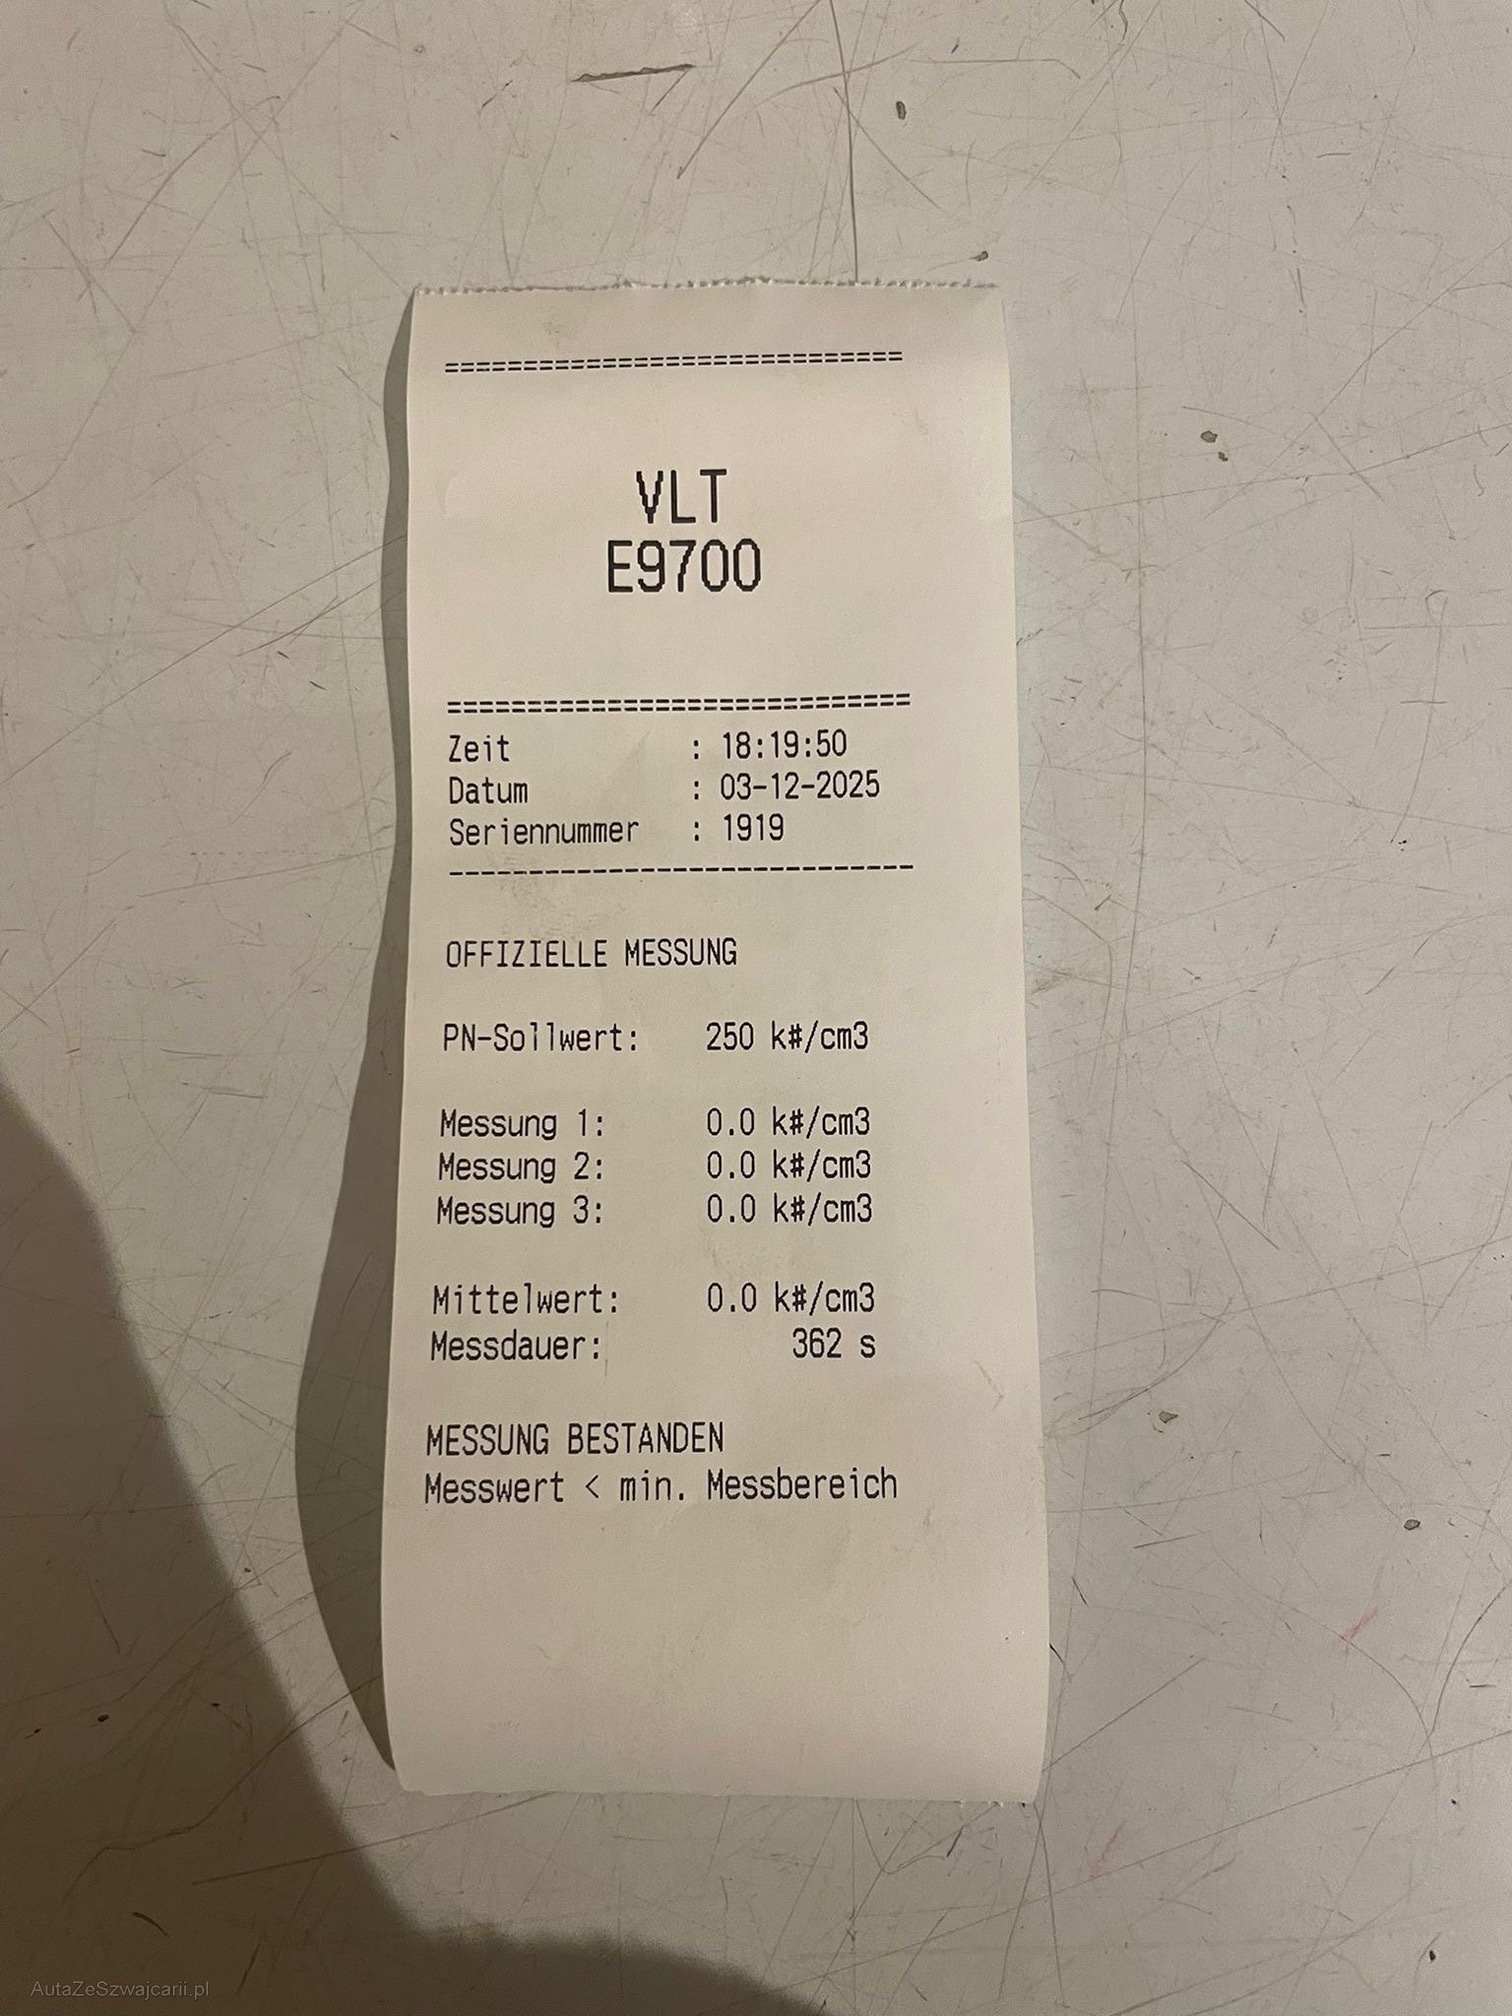 ============================
VLT
E9700
============================
Zeit : 18:19:50
Datum : 03-12-2025
Seriennummer : 1919
-----------------------------
OFFIZIELLE MESSUNG
PN-Sollwert: 250 k#/cm3
Messung 1: 0.0 k#/cm3
Messung 2: 0.0 k#/cm3
Messung 3: 0.0 k#/cm3
Mittelwert: 0.0 k#/cm3
Messdauer: 362 s
MESSUNG BESTANDEN
Messwert < min. Messbereich
AutaZeSzwajcarii.pl